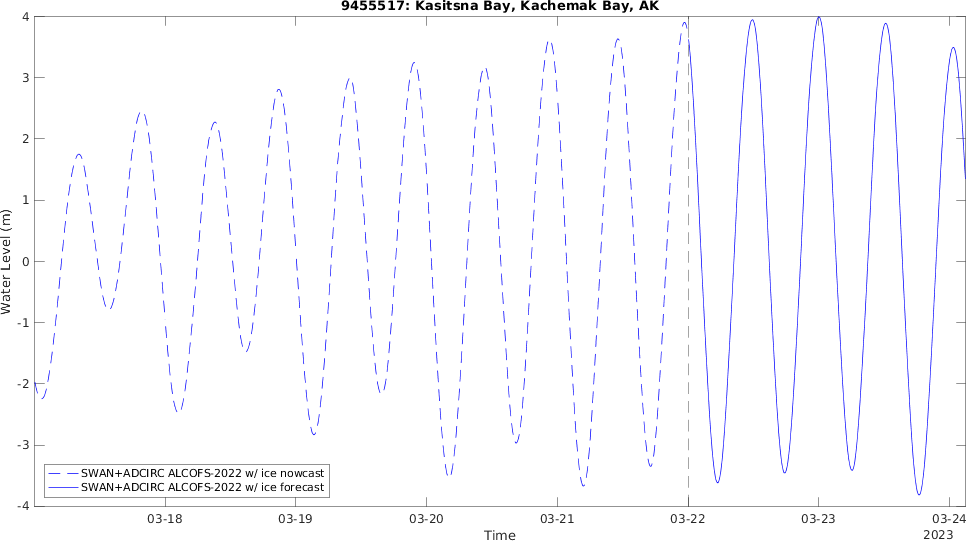 9455517: Kasitsna Bay, Kachemak Bay, AK
4
3
2
1
0
-1
-2
-3
-4
Water Level (m)
SWAN+ADCIRC ALCOFS-2022 w/ ice nowcast
SWAN+ADCIRC ALCOFS-2022 w/ ice forecast
03-18 03-19 03-20 03-21 03-22 03-23 03-24
Time
2023